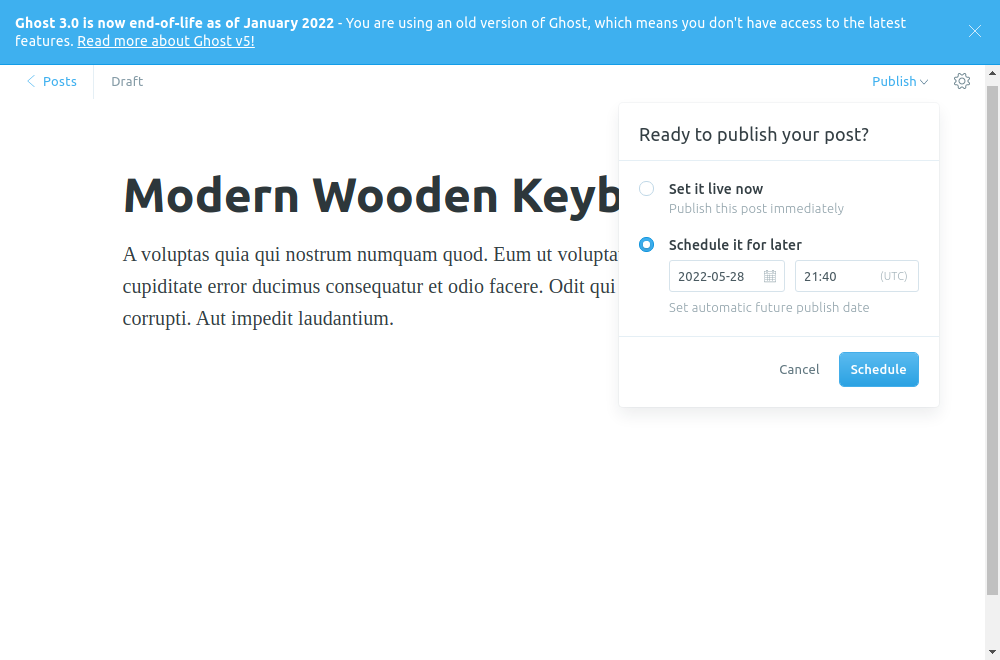 Ghost 3.0 is now end-of-life as of January 2022 - You are using an old version of Ghost, which means you don't have access to the latest
features. Read more about Ghost v5!
Posts
Draft
Publish
Ready to publish your post?
Modern Wooden Keyb
Set it live now
Publish this post immediately
Schedule it for later
A voluptas quia qui nostrum numquam quod. Eum ut
2022-05-28
21:40
(UTC)
cupiditate error ducimus consequatur et odio facere. Odit qui
Set automatic future publish date
corrupti. Aut impedit laudantium.
Cancel
Schedule